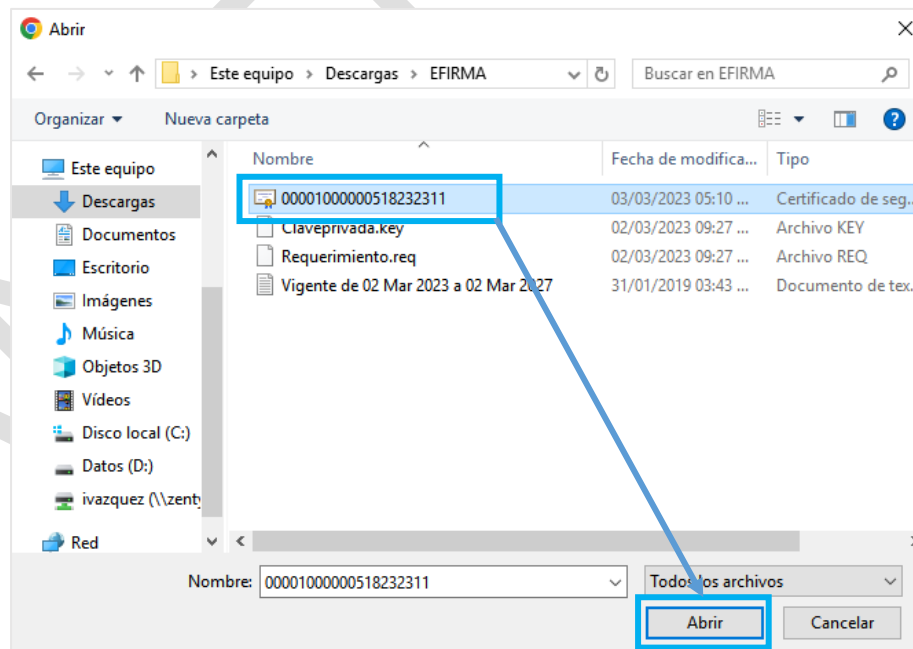 Abrir
Este equipo > Descargas > EFIRMA
Buscar en EFIRMA
Organizar
Nueva carpeta
Nombre
Fecha de modifica...
Tipo
Este equipo
Descargas
Documentos
Escritorio
Imágenes
Música
Objetos 3D
Vídeos
Disco local (C:)
Datos (D:)
ivazquez (\\zenty
Red
00001000000518232311 03/03/2023 05:10 ... Certificado de seg...
Claveprivada.key 02/03/2023 09:27 ... Archivo KEY
Requerimiento.req 02/03/2023 09:27 ... Archivo REQ
Vigente de 02 Mar 2023 a 02 Mar 2027 31/01/2019 03:43 ... Documento de tex...
Nombre: 00001000000518232311
Todos los archivos
Abrir
Cancelar